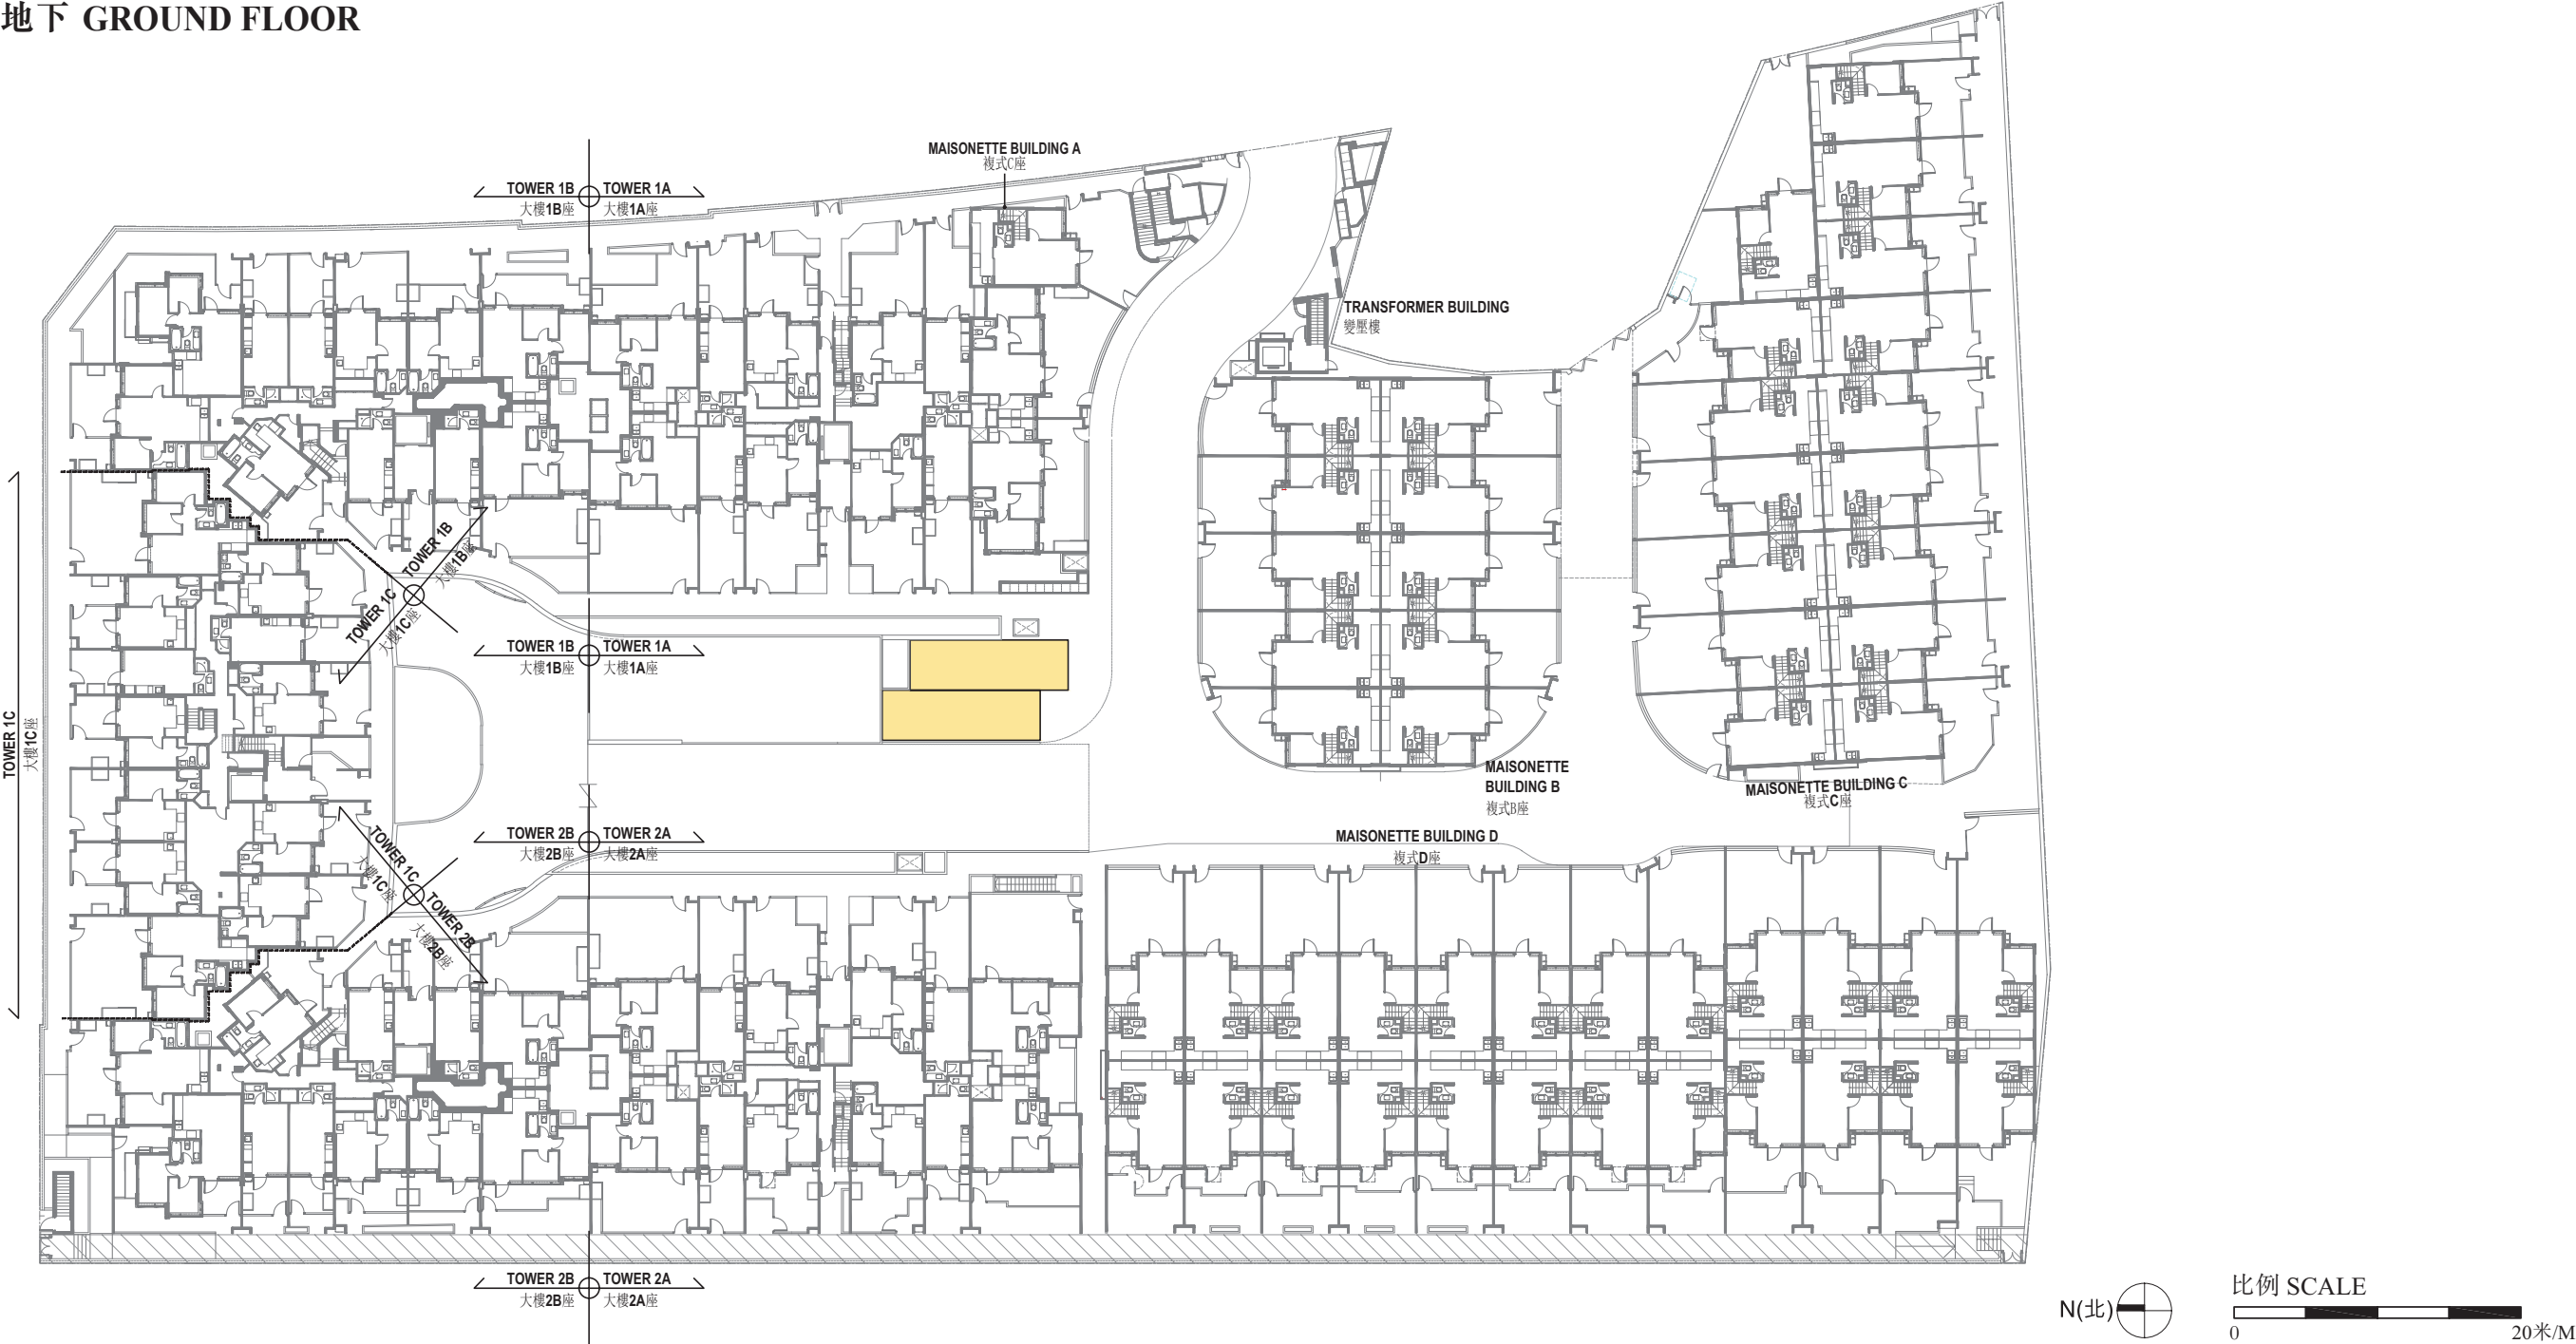 地下 GROUND FLOOR
MAISONETTE BUILDING A
複式C座
TOWER 1B TOWER 1A
大樓1B座 大樓1A座
TRANSFORMER BUILDING
變壓樓
TOWER 1B
大樓1B座
TOWER 1C
大樓1C座
TOWER 1B TOWER 1A
大樓1B座 大樓1A座
TOWER 1C
大樓1C座
MAISONETTE
BUILDING B
複式B座
MAISONETTE BUILDING C
複式C座
TOWER 2B TOWER 2A
大樓2B座 大樓2A座
MAISONETTE BUILDING D
複式D座
TOWER 1C
大樓1C座
TOWER 2B
大樓2B座
TOWER 2B TOWER 2A
大樓2B座 大樓2A座
N(北)
比例 SCALE
0 20米/M